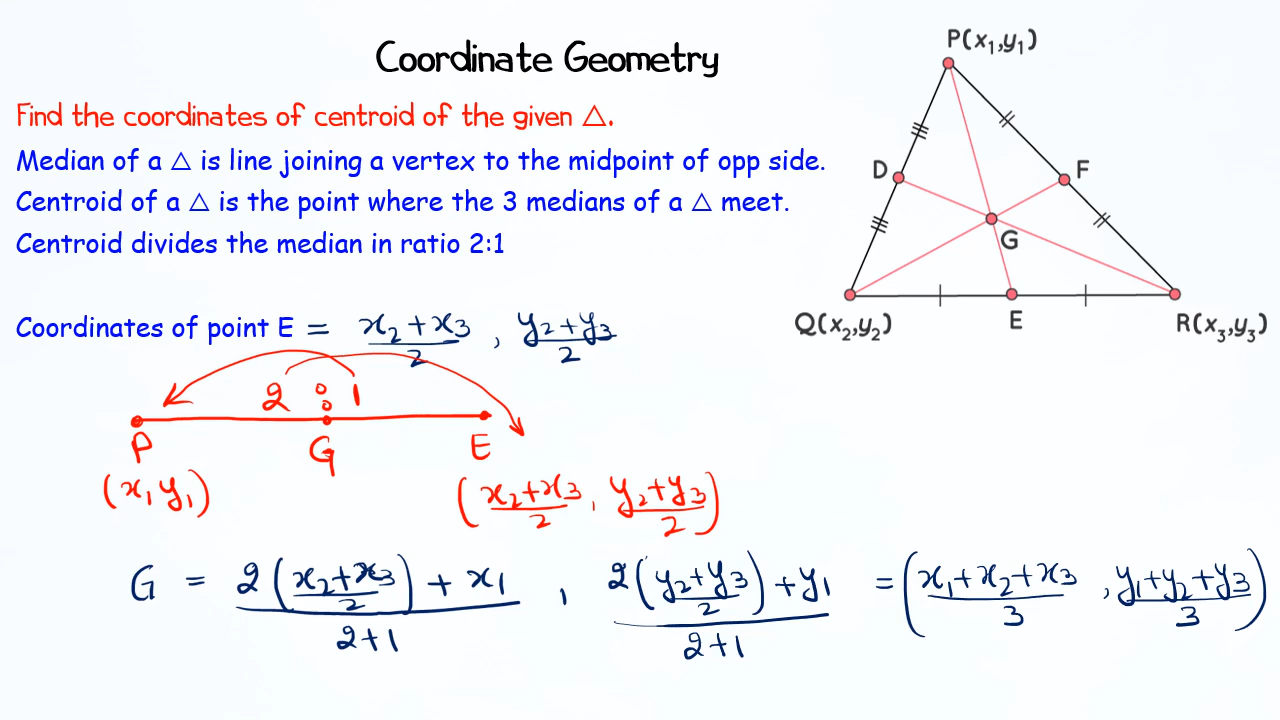 Coordinate Geometry
Find the coordinates of centroid of the given △.
Median of a △ is line joining a vertex to the midpoint of opp side.
Centroid of a △ is the point where the 3 medians of a △ meet.
Centroid divides the median in ratio 2:1
P(x₁,y₁)
D
F
G
Q(x₂,y₂)
E
R(x₃,y₃)
Coordinates of point E = (x₂+x₃)/2 , (y₂+y₃)/2
2 : 1
P G E
(x₁ y₁) ((x₂+x₃)/2 , (y₂+y₃)/2)
G = (2((x₂+x₃)/2) + x₁)/(2+1) , (2((y₂+y₃)/2) + y₁)/(2+1) = ((x₁+x₂+x₃)/3 , (y₁+y₂+y₃)/3)